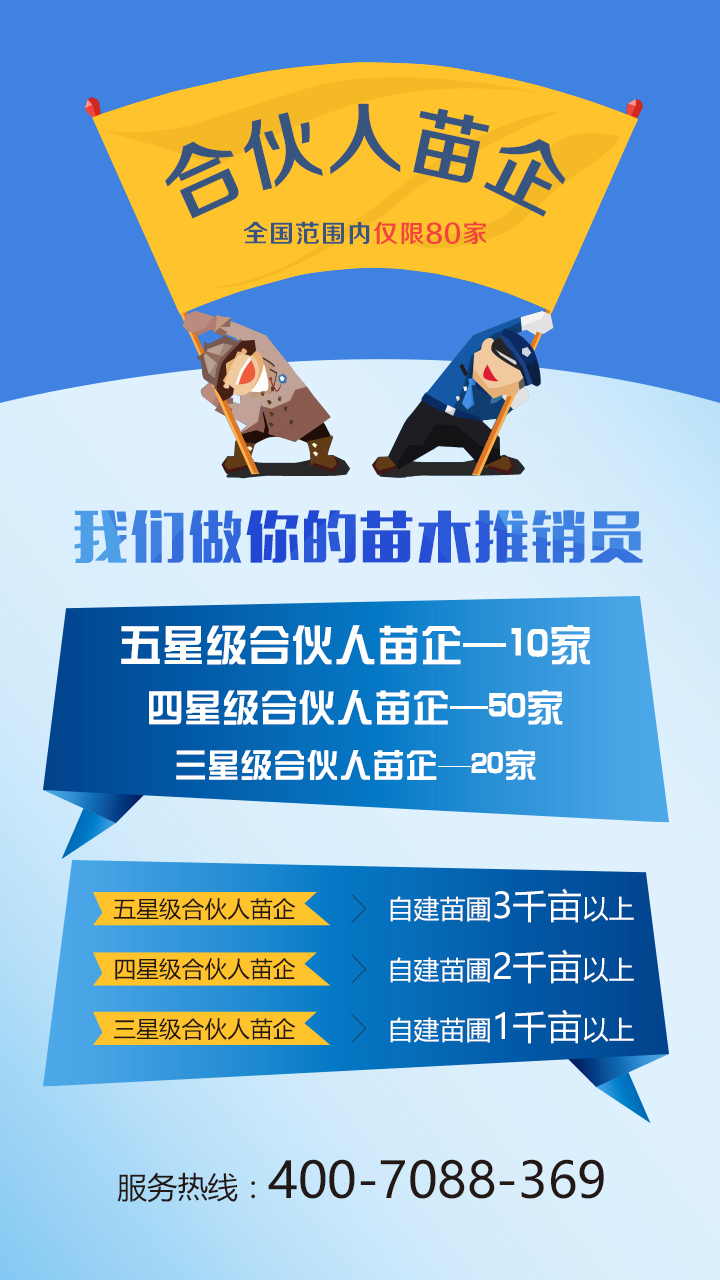 合伙人苗企
全国范围内仅限80家
我们做你的苗木推销员
五星级合伙人苗企—10家
四星级合伙人苗企—50家
三星级合伙人苗企—20家
五星级合伙人苗企 > 自建苗圃3千亩以上
四星级合伙人苗企 > 自建苗圃2千亩以上
三星级合伙人苗企 > 自建苗圃1千亩以上
服务热线：400-7088-369